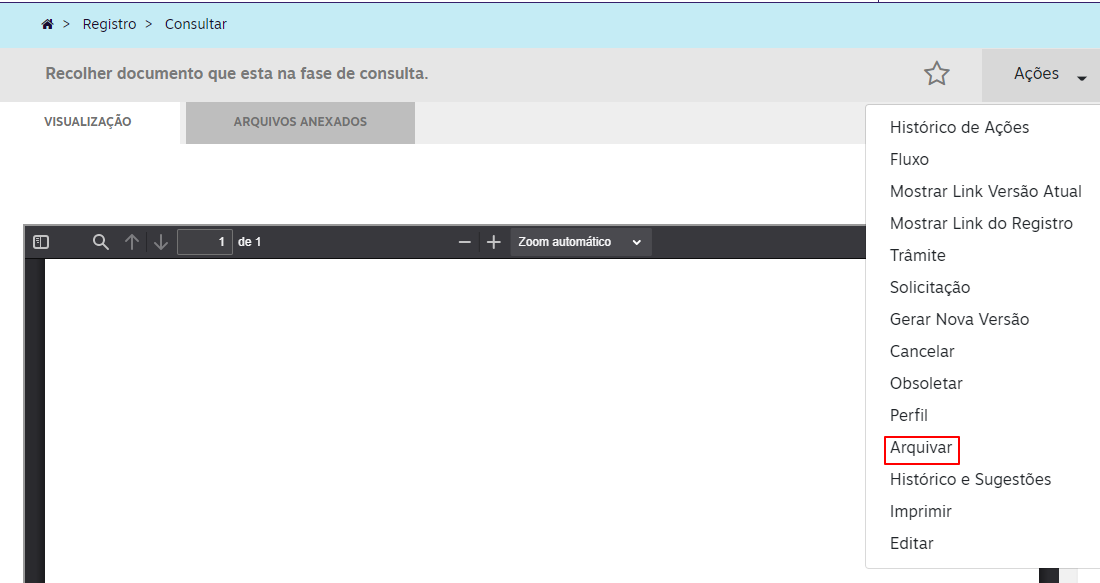 > Registro > Consultar
Recolher documento que esta na fase de consulta.
Ações
VISUALIZAÇÃO
ARQUIVOS ANEXADOS
Histórico de Ações
Fluxo
Mostrar Link Versão Atual
Mostrar Link do Registro
Trâmite
Solicitação
Gerar Nova Versão
Cancelar
Obsoletar
Perfil
Arquivar
Histórico e Sugestões
Imprimir
Editar
1 de 1
Zoom automático